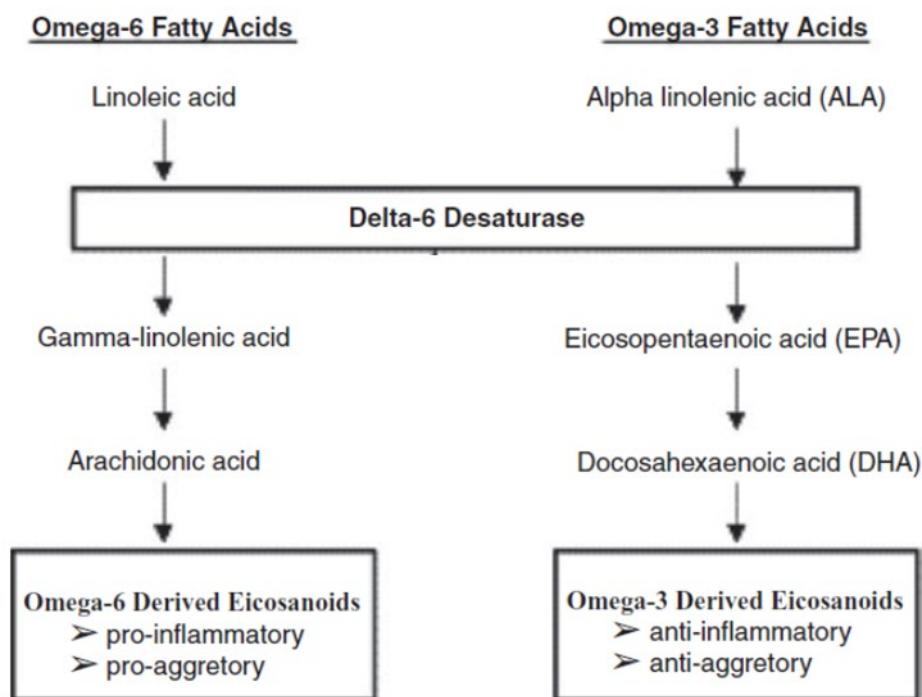 Omega-6 Fatty Acids
Omega-3 Fatty Acids
Linoleic acid
Alpha linolenic acid (ALA)
Delta-6 Desaturase
Gamma-linolenic acid
Eicosopentaenoic acid (EPA)
Arachidonic acid
Docosahexaenoic acid (DHA)
Omega-6 Derived Eicosanoids
➢ pro-inflammatory
➢ pro-aggretory
Omega-3 Derived Eicosanoids
➢ anti-inflammatory
➢ anti-aggretory